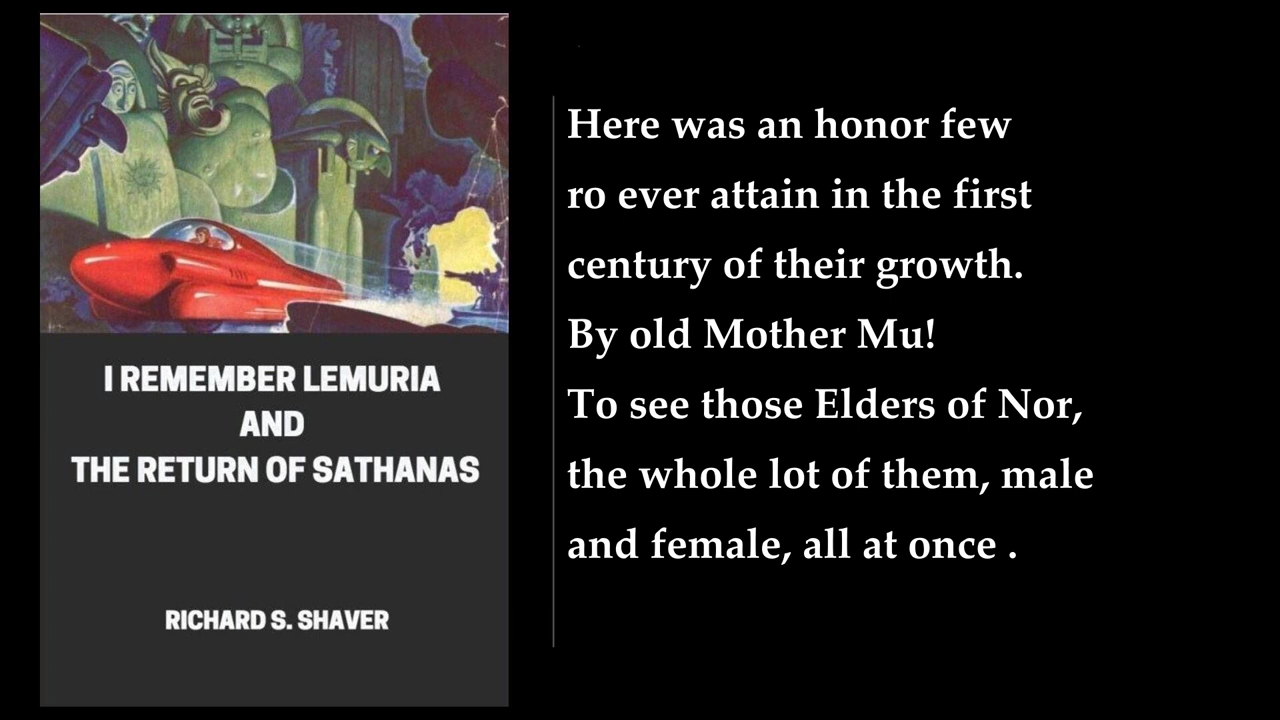 I REMEMBER LEMURIA
AND
THE RETURN OF SATHANAS
RICHARD S. SHAVER
Here was an honor few
ro ever attain in the first
century of their growth.
By old Mother Mu!
To see those Elders of Nor,
the whole lot of them, male
and female, all at once .